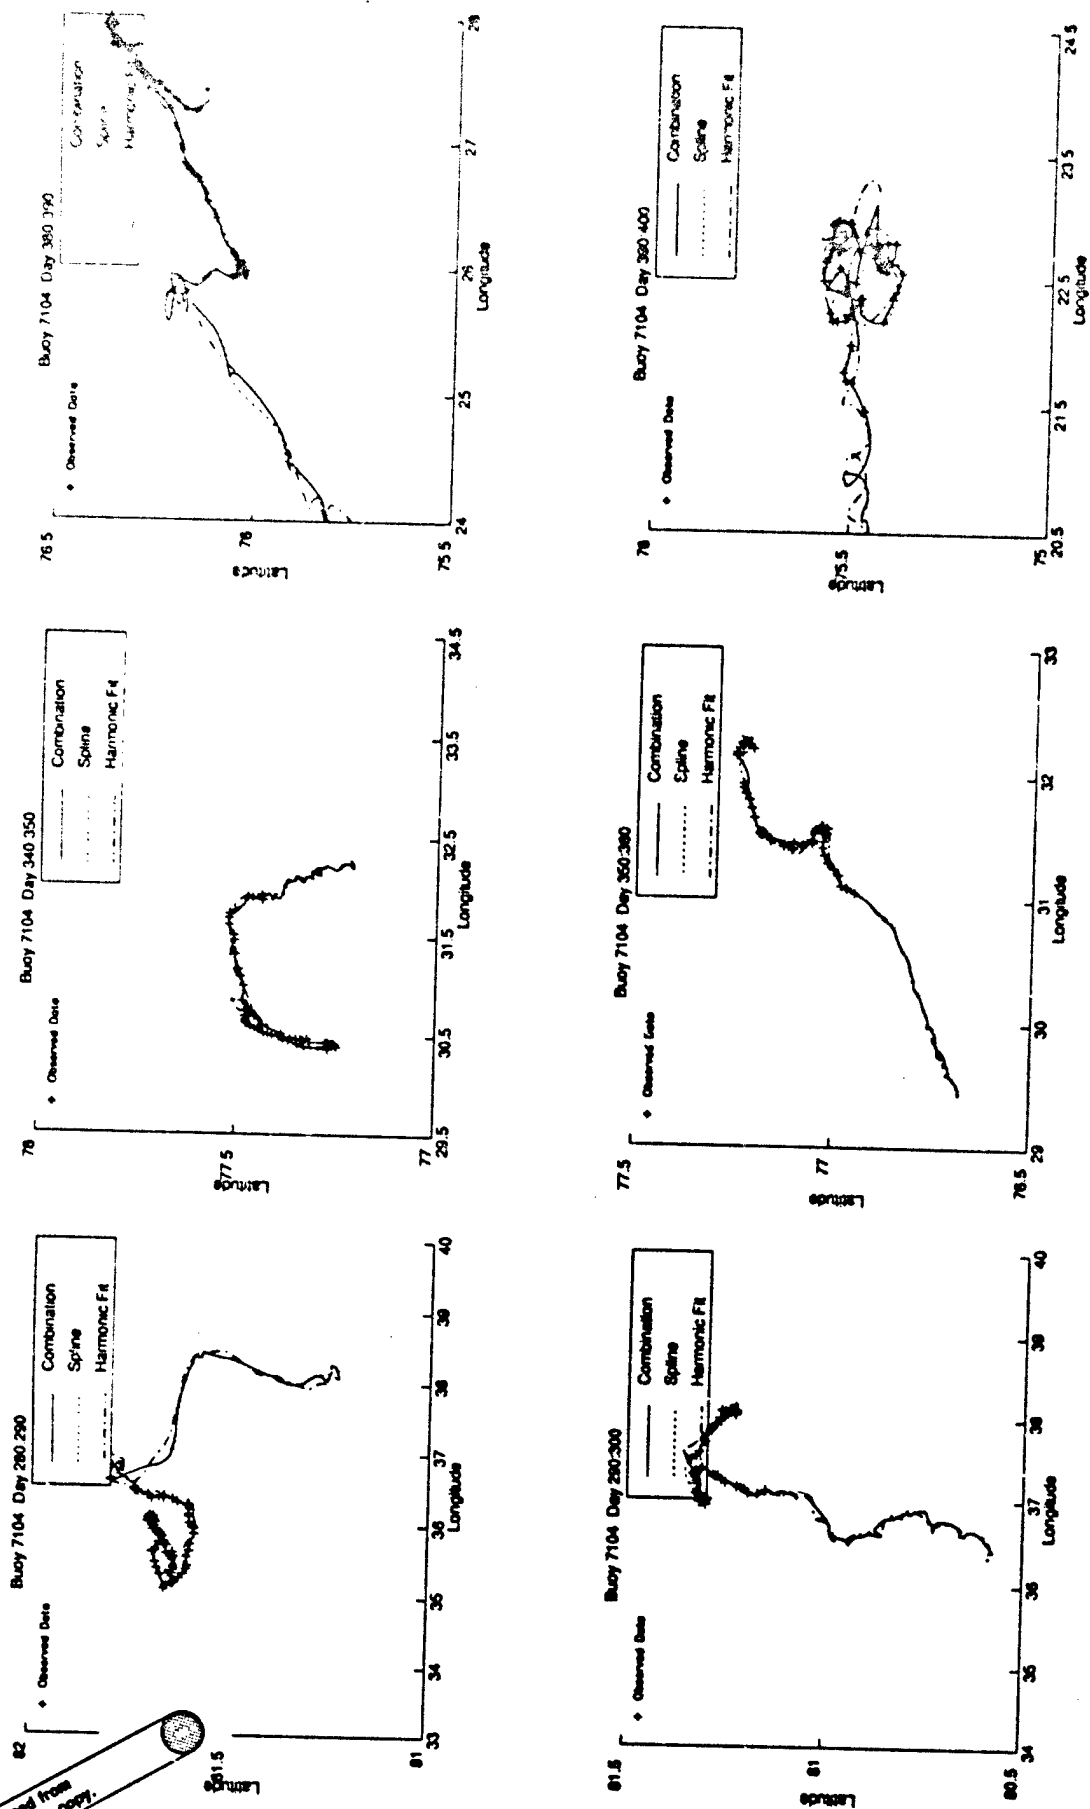 Buoy 7104 Day 280:290
+ Observed Data
Combination
Spline
Harmonic Fit
82
81.5
81
Latitude
33
34
35
36
37
38
39
40
Longitude
Buoy 7104 Day 340:350
+ Observed Data
Combination
Spline
Harmonic Fit
78
77.5
77
Latitude
29.5
30.5
31.5
32.5
33.5
34.5
Longitude
Buoy 7104 Day 380:390
+ Observed Data
Combination
Spline
Harmonic Fit
76.5
76
75.5
Latitude
24
25
26
27
28
Longitude
Buoy 7104 Day 290:300
+ Observed Data
Combination
Spline
Harmonic Fit
81.5
81
80.5
Latitude
34
35
36
37
38
39
40
Longitude
Buoy 7104 Day 350:360
+ Observed Data
Combination
Spline
Harmonic Fit
77.5
77
76.5
Latitude
29
30
31
32
33
Longitude
Buoy 7104 Day 390:400
+ Observed Data
Combination
Spline
Harmonic Fit
76
75.5
75
Latitude
20.5
21.5
22.5
23.5
24.5
Longitude
from
copy.